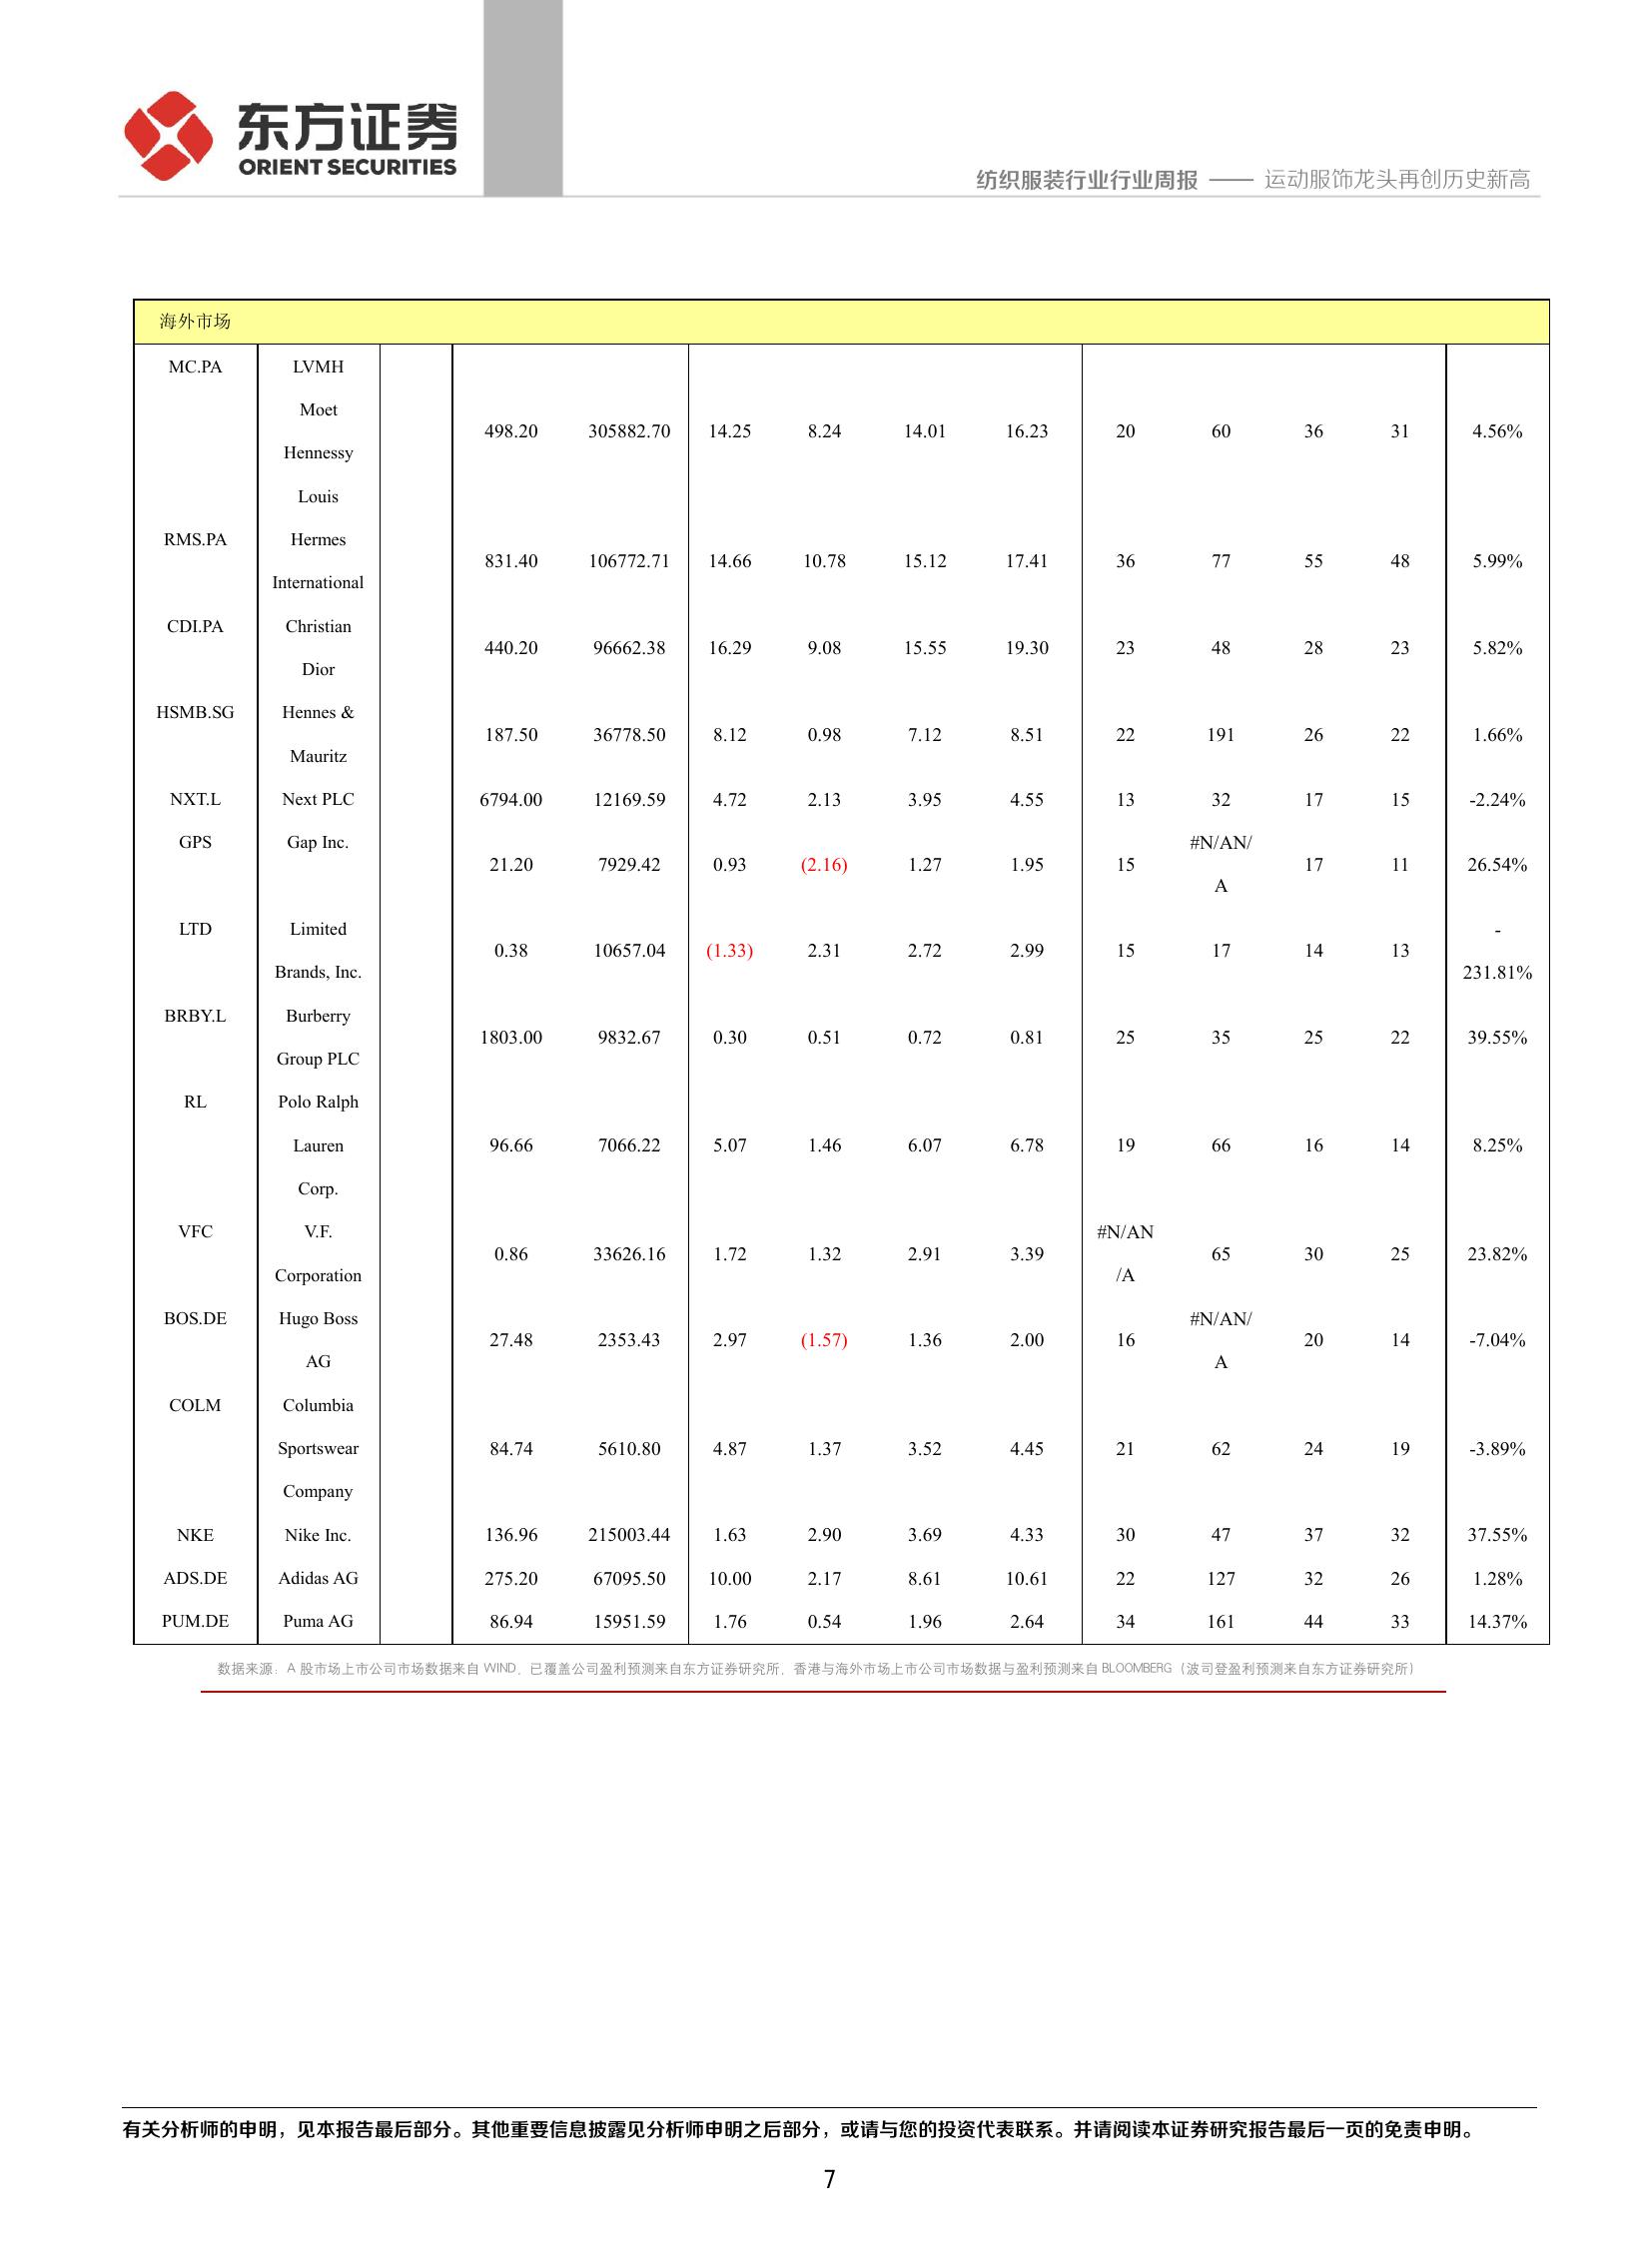 东方证券
ORIENT SECURITIES
纺织服装行业行业周报 —— 运动服饰龙头再创历史新高
海外市场
MC.PA LVMH Moet Hennessy Louis 498.20 305882.70 14.25 8.24 14.01 16.23 20 60 36 31 4.56%
RMS.PA Hermes International 831.40 106772.71 14.66 10.78 15.12 17.41 36 77 55 48 5.99%
CDI.PA Christian Dior 440.20 96662.38 16.29 9.08 15.55 19.30 23 48 28 23 5.82%
HSMB.SG Hennes & Mauritz 187.50 36778.50 8.12 0.98 7.12 8.51 22 191 26 22 1.66%
NXT.L Next PLC 6794.00 12169.59 4.72 2.13 3.95 4.55 13 32 17 15 -2.24%
GPS Gap Inc. 21.20 7929.42 0.93 (2.16) 1.27 1.95 15 #N/AN/A 17 11 26.54%
LTD Limited Brands, Inc. 0.38 10657.04 (1.33) 2.31 2.72 2.99 15 17 14 13 -231.81%
BRBY.L Burberry Group PLC 1803.00 9832.67 0.30 0.51 0.72 0.81 25 35 25 22 39.55%
RL Polo Ralph Lauren Corp. 96.66 7066.22 5.07 1.46 6.07 6.78 19 66 16 14 8.25%
VFC V.F. Corporation 0.86 33626.16 1.72 1.32 2.91 3.39 #N/AN/A 65 30 25 23.82%
BOS.DE Hugo Boss AG 27.48 2353.43 2.97 (1.57) 1.36 2.00 16 #N/AN/A 20 14 -7.04%
COLM Columbia Sportswear Company 84.74 5610.80 4.87 1.37 3.52 4.45 21 62 24 19 -3.89%
NKE Nike Inc. 136.96 215003.44 1.63 2.90 3.69 4.33 30 47 37 32 37.55%
ADS.DE Adidas AG 275.20 67095.50 10.00 2.17 8.61 10.61 22 127 32 26 1.28%
PUM.DE Puma AG 86.94 15951.59 1.76 0.54 1.96 2.64 34 161 44 33 14.37%
数据来源：A 股市场上市公司市场数据来自 WIND、已覆盖公司盈利预测来自东方证券研究所、香港与海外市场上市公司市场数据与盈利预测来自 BLOOMBERG（波司登盈利预测来自东方证券研究所）
有关分析师的申明，见本报告最后部分。其他重要信息披露见分析师申明之后部分，或请与您的投资代表联系。并请阅读本证券研究报告最后一页的免责申明。
7